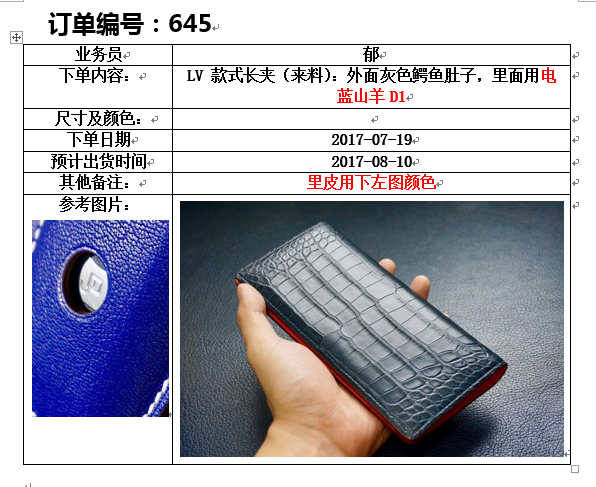 订单编号：645
业务员
郁
下单内容：
LV 款式长夹（来料）：外面灰色鳄鱼肚子，里面用电
蓝山羊 D1
尺寸及颜色：
下单日期
2017-07-19
预计出货时间
2017-08-10
其他备注：
里皮用下左图颜色
参考图片：